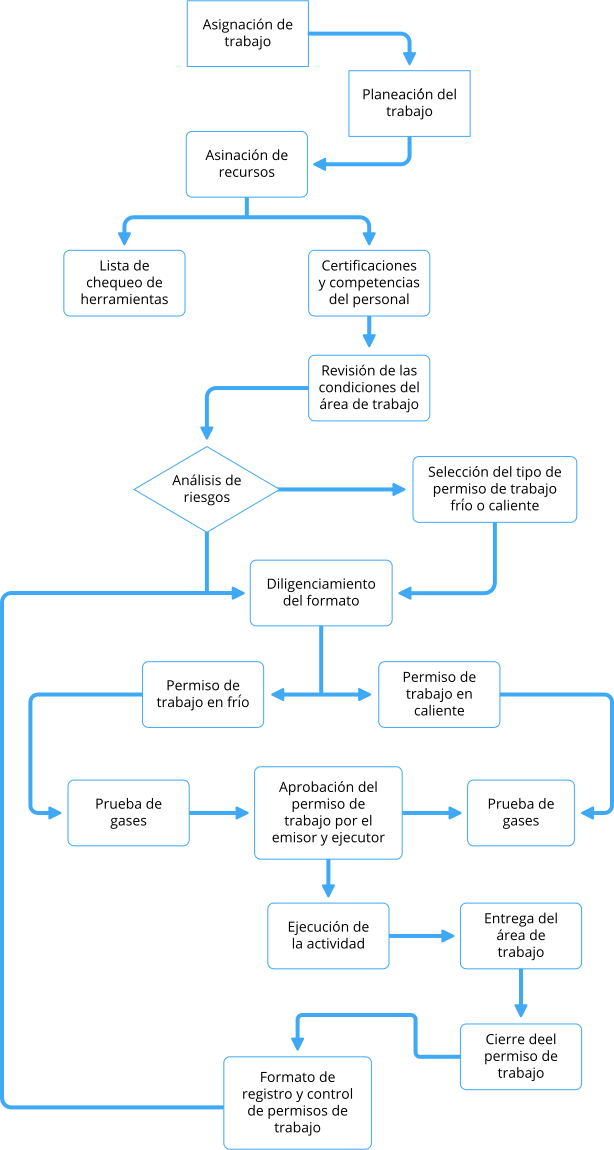 Asignación de
trabajo
Planeación del
trabajo
Asinación de
recursos
Lista de
chequeo de
herramientas
Certificaciones
y competencias
del personal
Revisión de las
condiciones del
área de trabajo
Análisis de
riesgos
Selección del tipo de
permiso de trabajo
frío o caliente
Diligenciamiento
del formato
Permiso de
trabajo en frío
Permiso de
trabajo en
caliente
Prueba de
gases
Aprobación del
permiso de
trabajo por el
emisor y ejecutor
Prueba de
gases
Ejecución de
la actividad
Entrega del
área de
trabajo
Cierre deel
permiso de
trabajo
Formato de
registro y control
de permisos de
trabajo